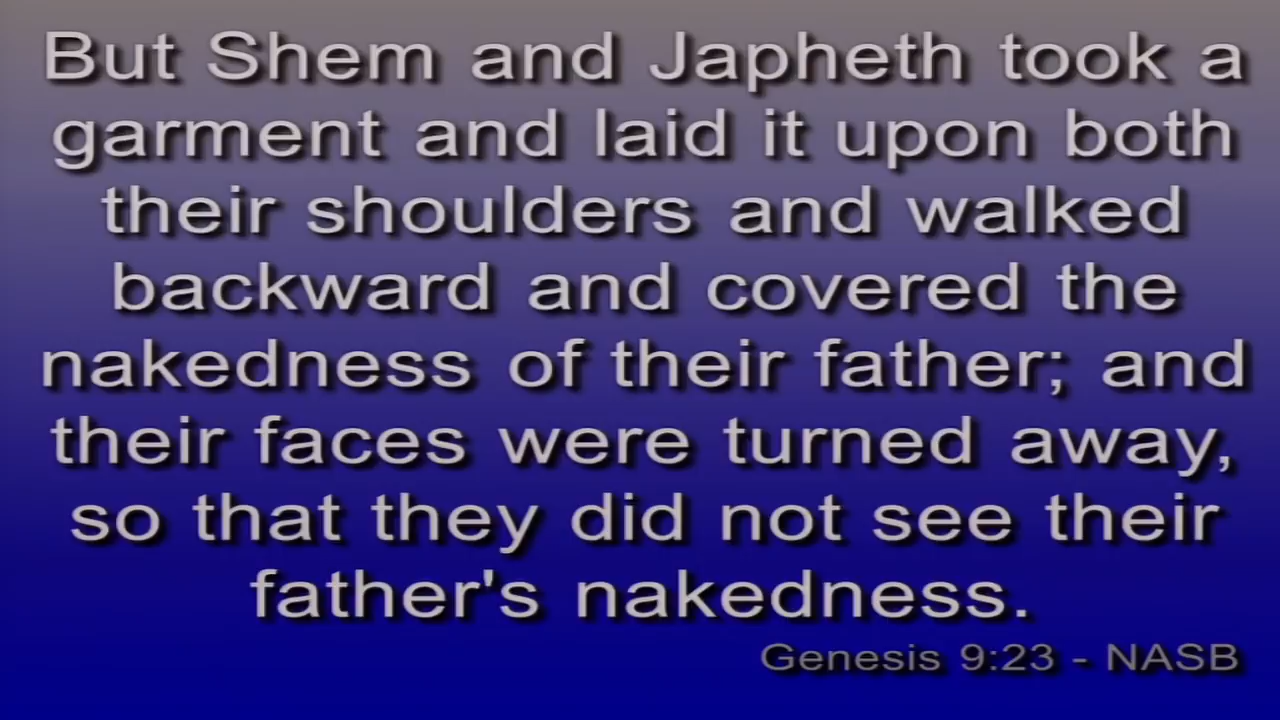 But Shem and Japheth took a
garment and laid it upon both
their shoulders and walked
backward and covered the
nakedness of their father; and
their faces were turned away,
so that they did not see their
father's nakedness.
Genesis 9:23 - NASB